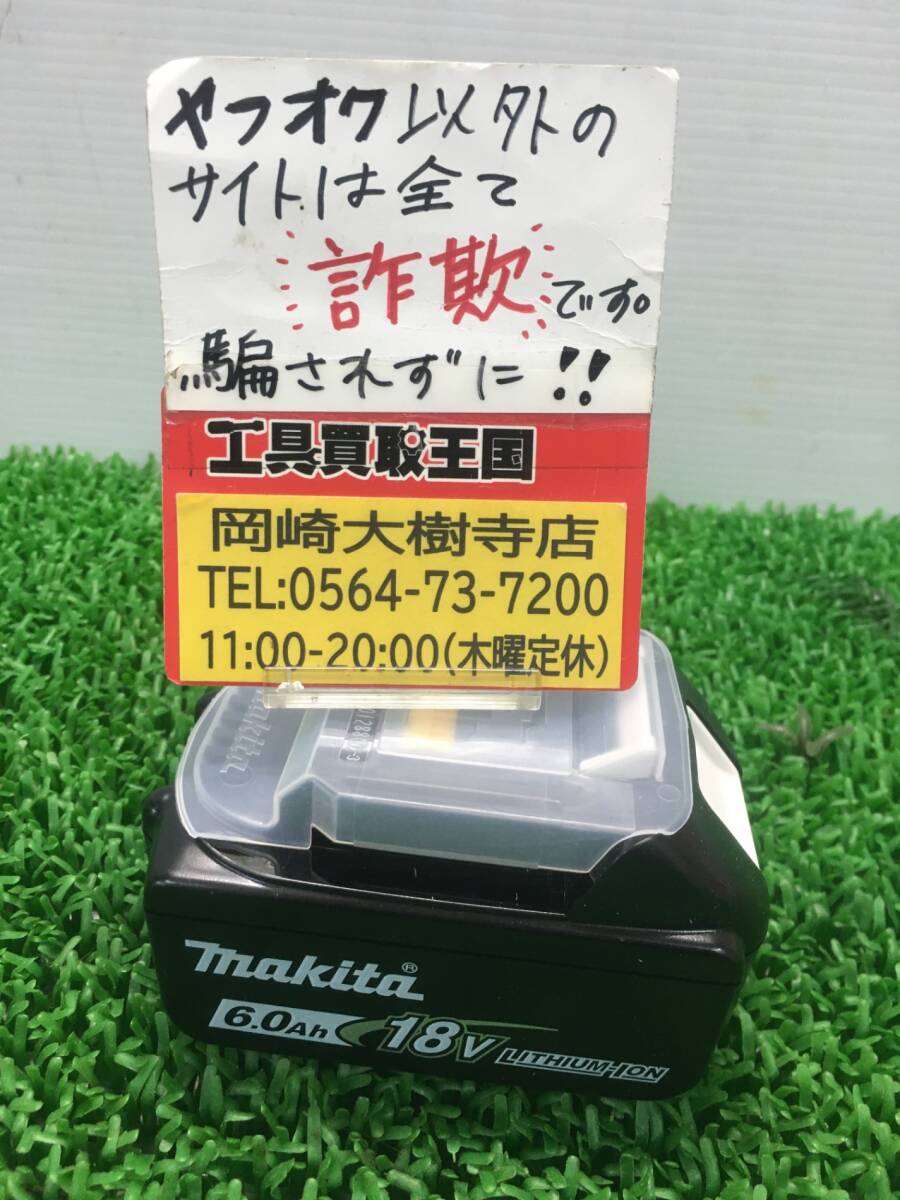 ヤフオク以外の
サイトは全て
詐欺です。
騙されずに!!
工具買取王国
岡崎大樹寺店
TEL:0564-73-7200
11:00-20:00(木曜定休)
makita
makita®
6.0Ah 18V LITHIUM-ION